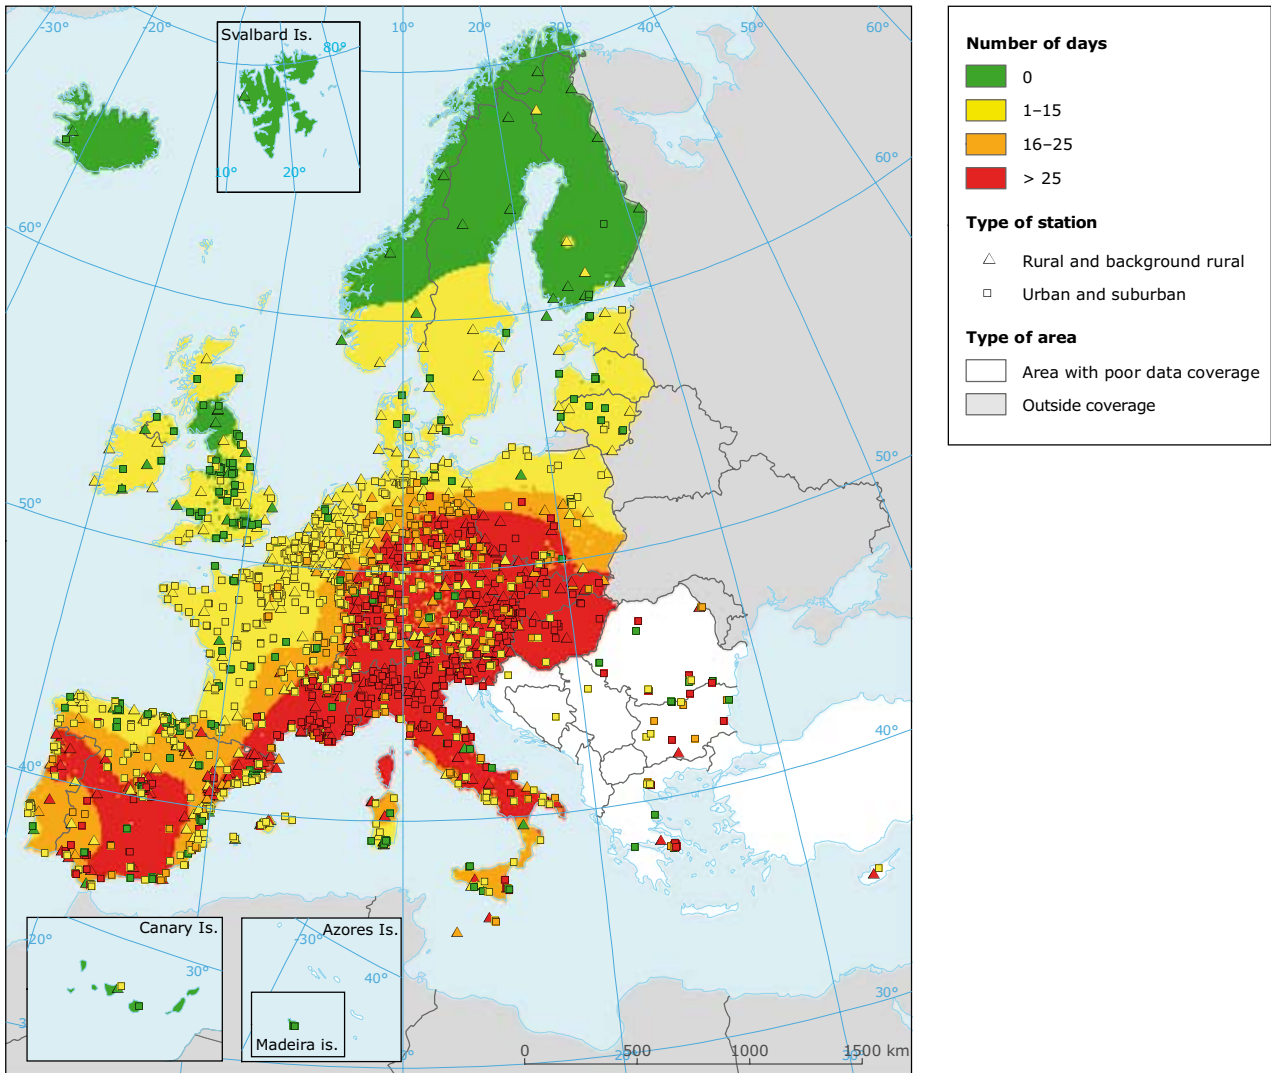 -30°
-20°
10°
20°
30°
40°
50°
60°
Svalbard Is.
80°
10°
20°
60°
60°
50°
50°
40°
40°
Canary Is.
-20°
30°
Azores Is.
-30°
40°
Madeira is.
30°
0
500
1000
1500 km
Number of days
0
1–15
16–25
> 25
Type of station
Rural and background rural
Urban and suburban
Type of area
Area with poor data coverage
Outside coverage